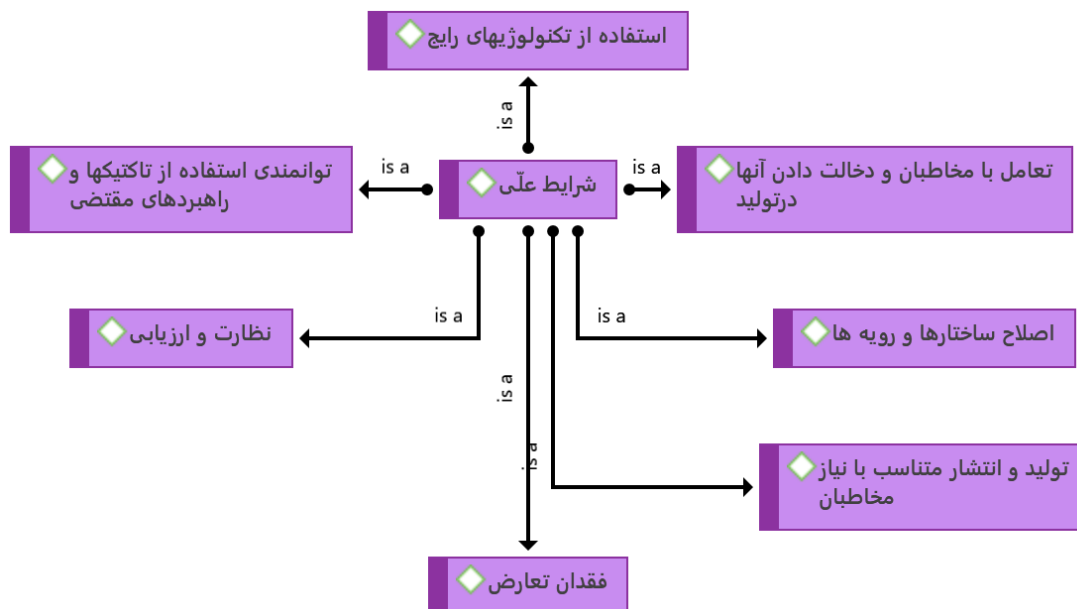 استفاده از تکنولوژیهای رایج
is a
توانمندی استفاده از تاکتیکها و
راهبردهای مقتضی
is a
شرایط علّی
is a
تعامل با مخاطبان و دخالت دادن آنها
درتولید
نظارت و ارزیابی
is a
is a
اصلاح ساختارها و رویه ها
is a
is a
تولید و انتشار متناسب با نیاز
مخاطبان
فقدان تعارض